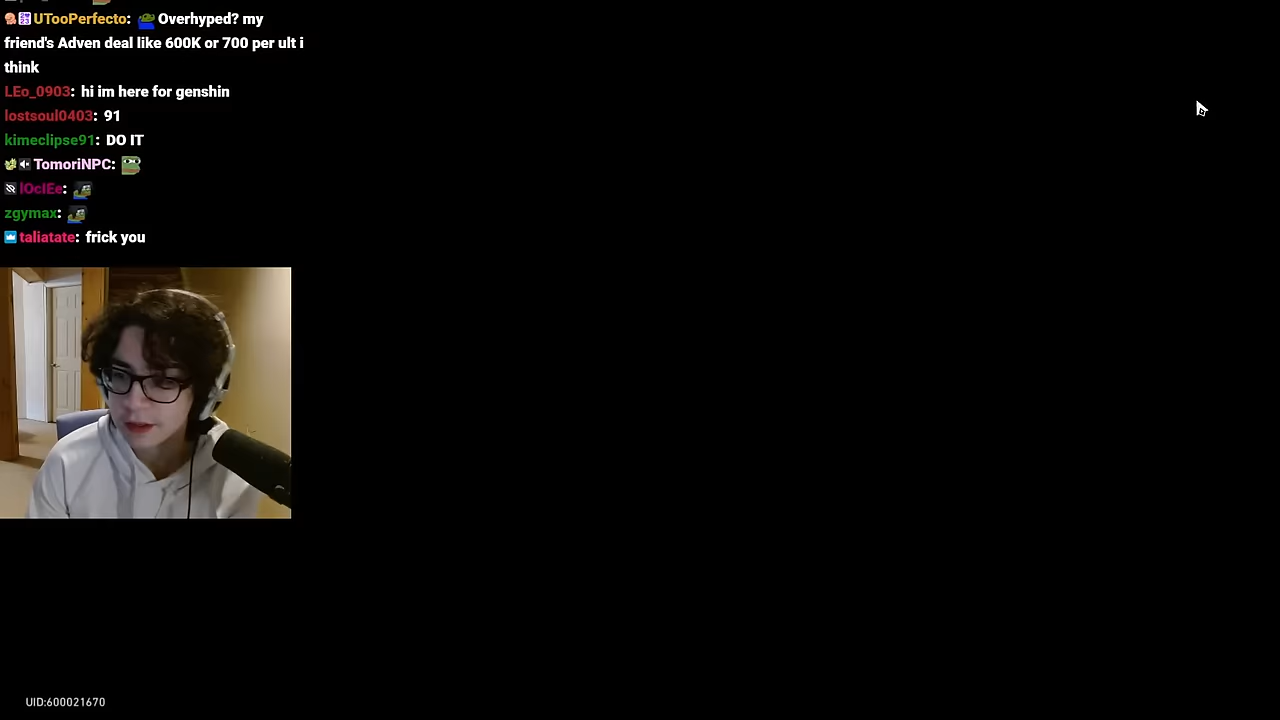 UTooPerfecto: Overhyped? my
friend's Adven deal like 600K or 700 per ult i
think
LEo_0903: hi im here for genshin
lostsoul0403: 91
kimeclipse91: DO IT
TomoriNPC:
lOclEe:
zgymax:
taliatate: frick you
UID:600021670